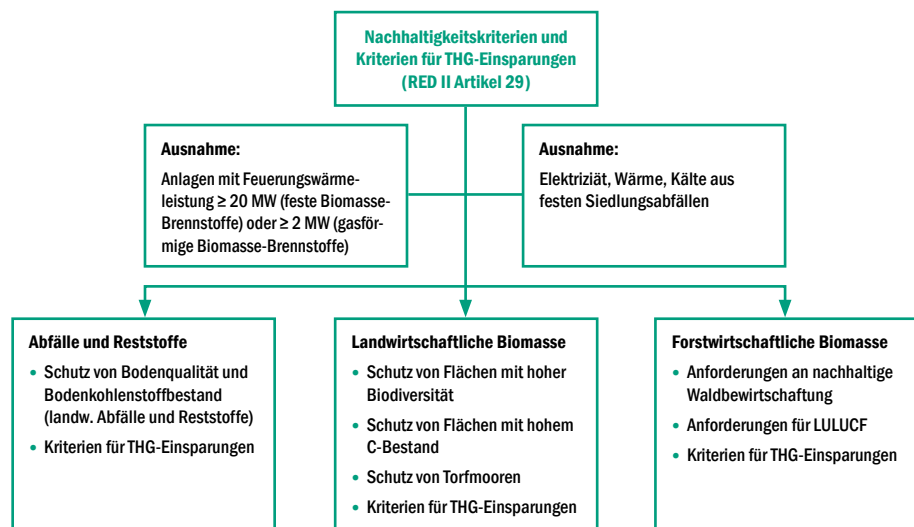 Nachhaltigkeitskriterien und
Kriterien für THG-Einsparungen
(RED II Artikel 29)
Ausnahme:
Anlagen mit Feuerungswärme-
leistung ≥ 20 MW (feste Biomasse-
Brennstoffe) oder ≥ 2 MW (gasför-
mige Biomasse-Brennstoffe)
Ausnahme:
Elektriziät, Wärme, Kälte aus
festen Siedlungsabfällen
Abfälle und Reststoffe
• Schutz von Bodenqualität und
Bodenkohlenstoffbestand
(landw. Abfälle und Reststoffe)
• Kriterien für THG-Einsparungen
Landwirtschaftliche Biomasse
• Schutz von Flächen mit hoher
Biodiversität
• Schutz von Flächen mit hohem
C-Bestand
• Schutz von Torfmooren
• Kriterien für THG-Einsparungen
Forstwirtschaftliche Biomasse
• Anforderungen an nachhaltige
Waldbewirtschaftung
• Anforderungen für LULUCF
• Kriterien für THG-Einsparungen